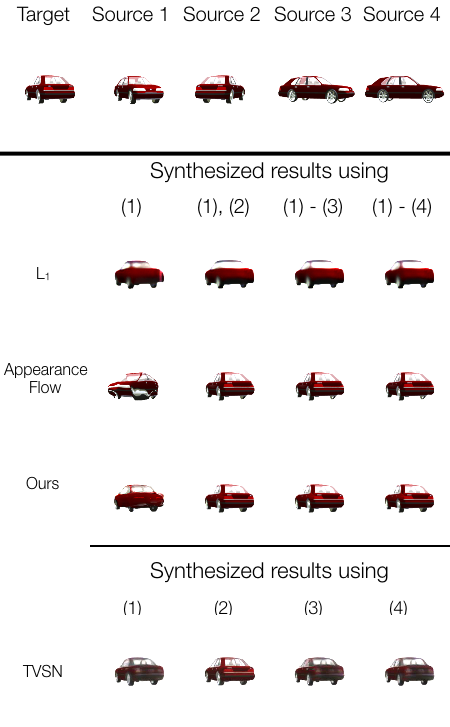 Target Source 1 Source 2 Source 3 Source 4
Synthesized results using
(1) (1), (2) (1) - (3) (1) - (4)
L₁
Appearance
Flow
Ours
Synthesized results using
(1) (2) (3) (4)
TVSN